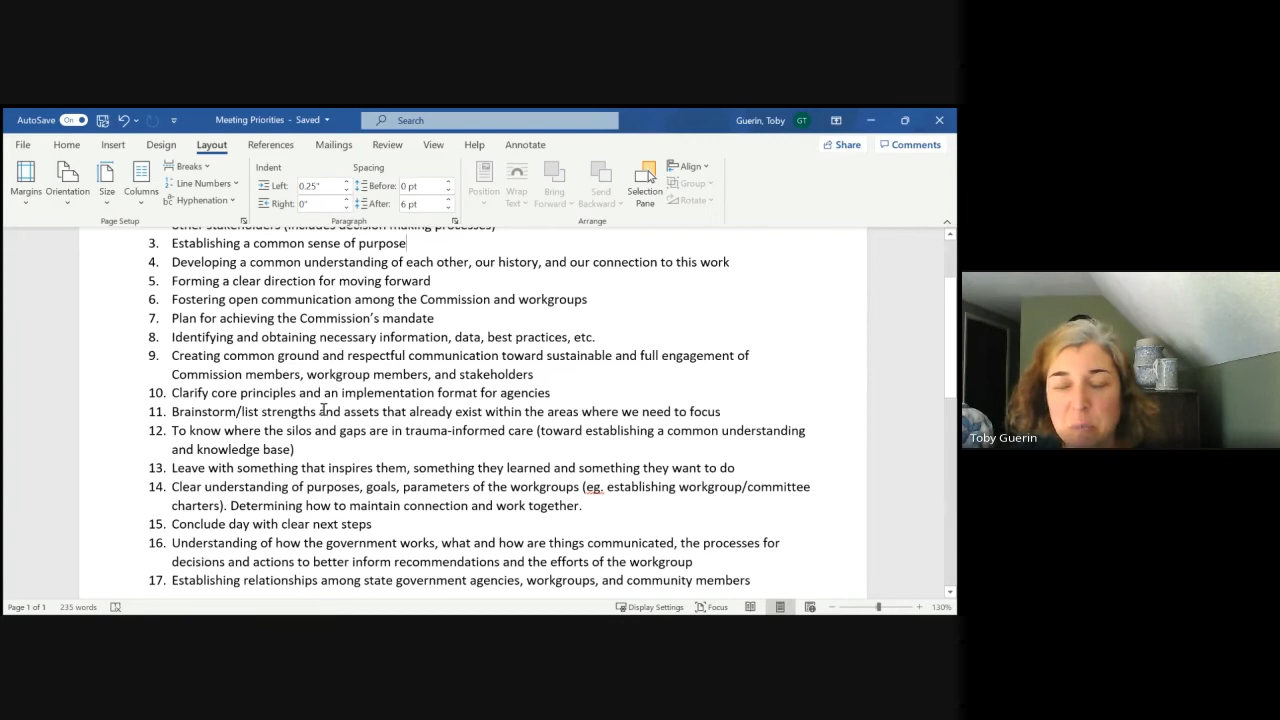 AutoSave On Meeting Priorities - Saved Search Guerin, Toby GT
File Home Insert Design Layout References Mailings Review View Help Annotate Share Comments
Margins Orientation Size Columns Breaks Line Numbers Hyphenation
Page Setup
Indent Spacing
Left: 0.25" Before: 0 pt
Right: 0" After: 6 pt
Paragraph
Position Wrap Text Bring Forward Send Backward Selection Pane Align Group Rotate
Arrange
other stakeholders (includes decision making processes)
3. Establishing a common sense of purpose
4. Developing a common understanding of each other, our history, and our connection to this work
5. Forming a clear direction for moving forward
6. Fostering open communication among the Commission and workgroups
7. Plan for achieving the Commission's mandate
8. Identifying and obtaining necessary information, data, best practices, etc.
9. Creating common ground and respectful communication toward sustainable and full engagement of
Commission members, workgroup members, and stakeholders
10. Clarify core principles and an implementation format for agencies
11. Brainstorm/list strengths and assets that already exist within the areas where we need to focus
12. To know where the silos and gaps are in trauma-informed care (toward establishing a common understanding
and knowledge base)
13. Leave with something that inspires them, something they learned and something they want to do
14. Clear understanding of purposes, goals, parameters of the workgroups (eg. establishing workgroup/committee
charters). Determining how to maintain connection and work together.
15. Conclude day with clear next steps
16. Understanding of how the government works, what and how are things communicated, the processes for
decisions and actions to better inform recommendations and the efforts of the workgroup
17. Establishing relationships among state government agencies, workgroups, and community members
Page 1 of 1 235 words Display Settings Focus 130%
Toby Guerin